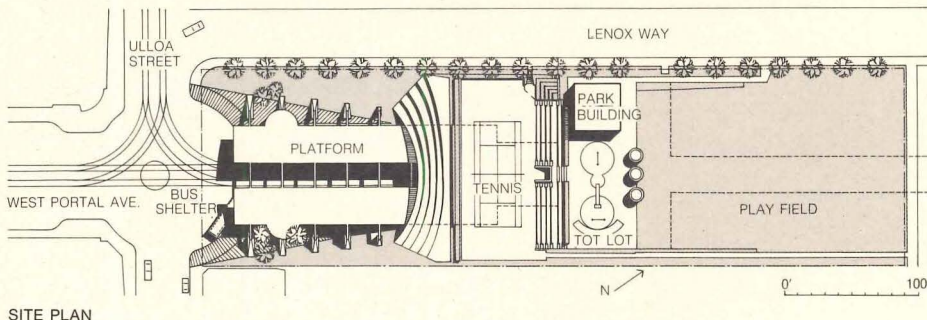 ULLOA
STREET
LENOX WAY
PARK
BUILDING
PLATFORM
TENNIS
WEST PORTAL AVE.
BUS
SHELTER
PLAY FIELD
TOT LOT
N
0'
100
SITE PLAN